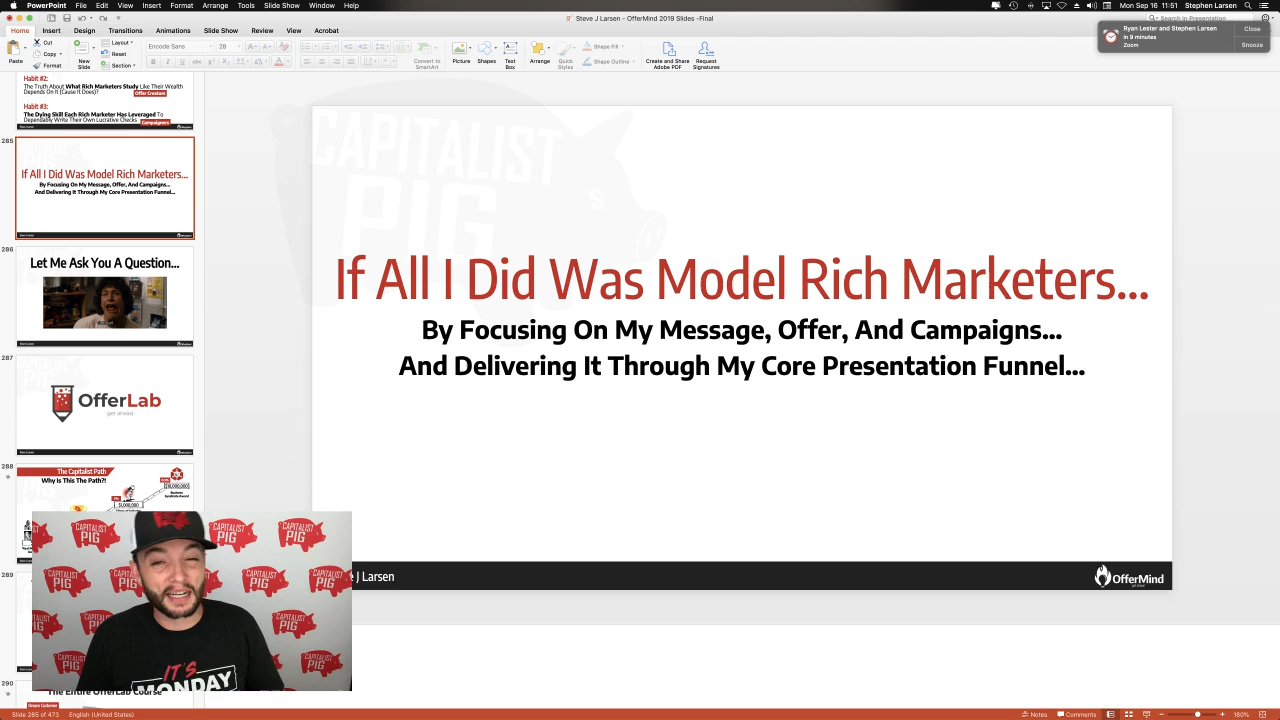 PowerPoint File Edit View Insert Format Arrange Tools Slide Show Window Help
Mon Sep 16 11:51 Stephen Larsen
Steve J Larsen - OfferMind 2019 Slides -Final
Search in Presentation
Home Insert Design Transitions Animations Slide Show Review View Acrobat
Ryan Lester and Stephen Larsen
in 9 minutes
Zoom
Close
Snooze
Paste
Cut
Copy
Format
New Slide
Layout
Reset
Section
Encode Sans 28
Convert to SmartArt
Picture
Shapes
Text Box
Arrange
Quick Styles
Shape Fill
Shape Outline
Create and Share Adobe PDF
Request Signatures
Habit #2:
The Truth About What Rich Marketers Study Like Their Wealth
Depends On It (Cause It Does)?
Offer Creators
Habit #3:
The Dying Skill Each Rich Marketer Has Leveraged To
Dependably Write Their Own Lucrative Checks
Campaigners
285
If All I Did Was Model Rich Marketers...
By Focusing On My Message, Offer, And Campaigns...
And Delivering It Through My Core Presentation Funnel...
286
Let Me Ask You A Question...
287
OfferLab
get ahead
288
The Capitalist Path
Why Is This The Path?!
$1,000,000
289
290
The Entire OfferLab Course
Dream Customer
CAPITALIST
PIG
If All I Did Was Model Rich Marketers...
By Focusing On My Message, Offer, And Campaigns...
And Delivering It Through My Core Presentation Funnel...
J Larsen
OfferMind
CAPITALIST PIG
IT'S
MONDAY
Slide 285 of 473 English (United States)
Notes Comments 180%